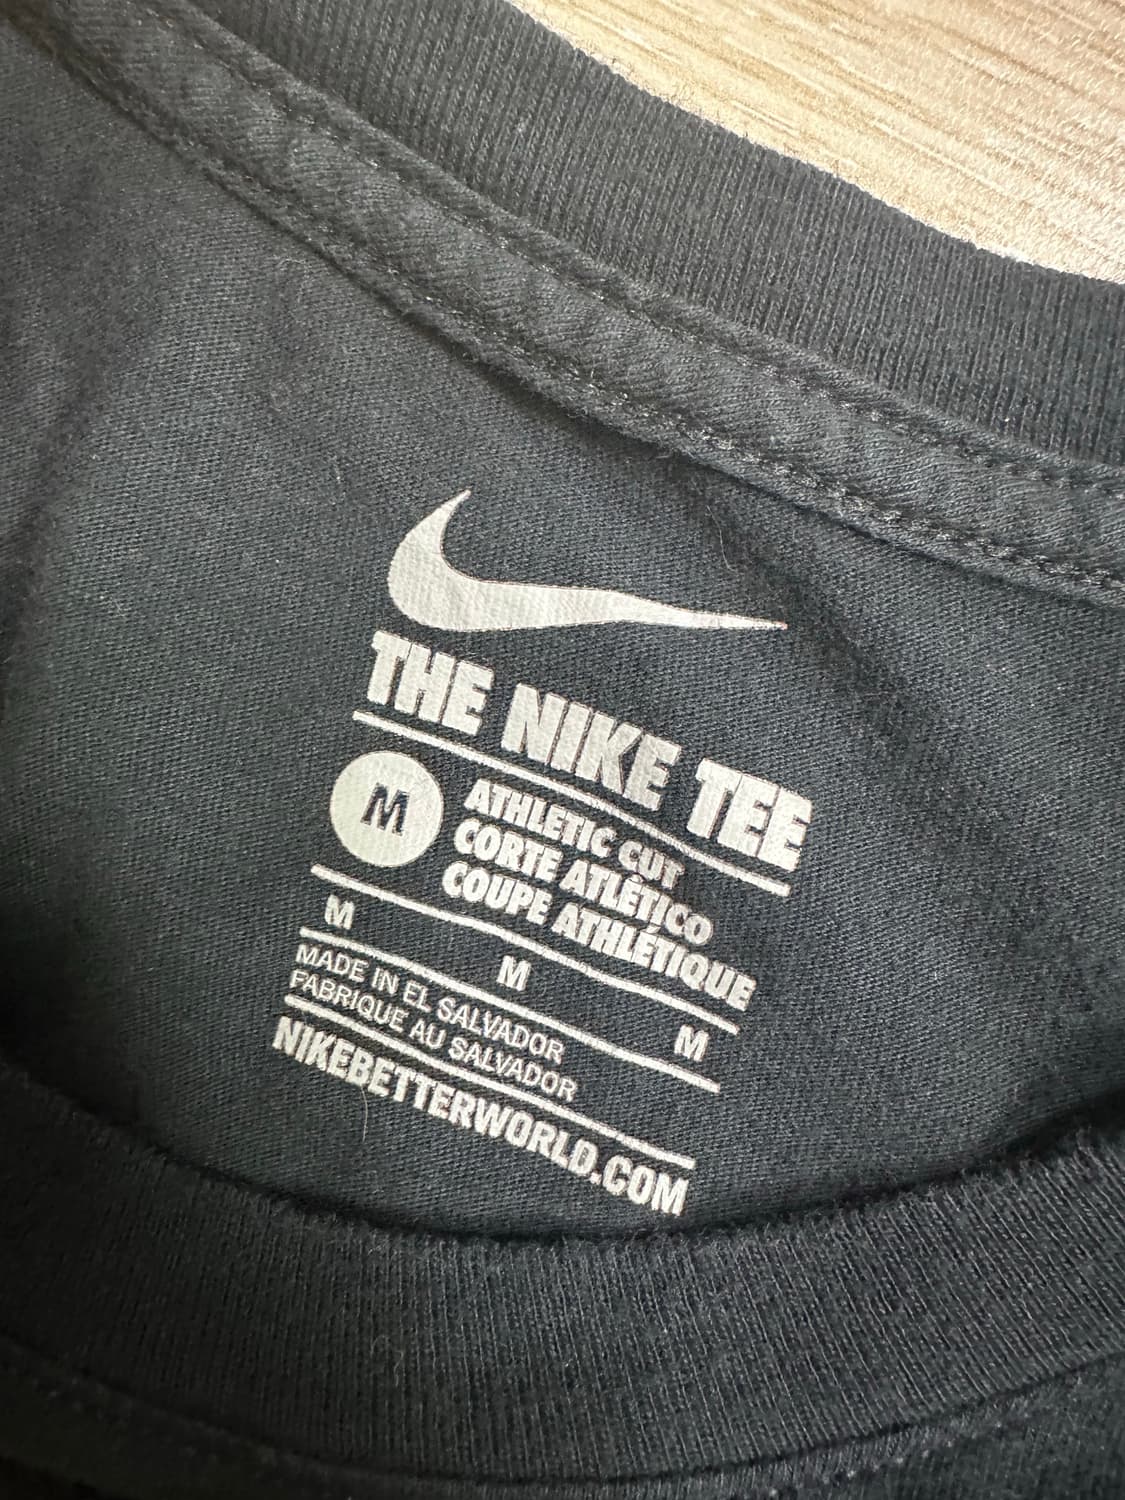 THE NIKE TEE
M
ATHLETIC CUT
CORTE ATLÉTICO
COUPE ATHLÉTIQUE
M M M
MADE IN EL SALVADOR
FABRIQUE AU SALVADOR
NIKEBETTERWORLD.COM